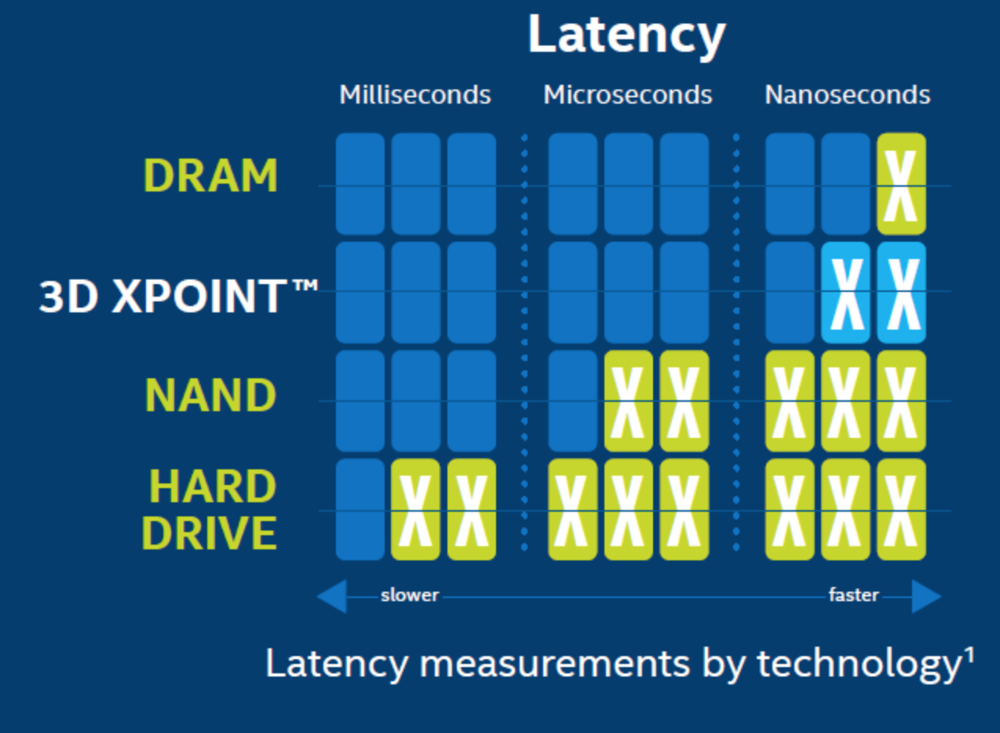 Latency
Milliseconds Microseconds Nanoseconds
DRAM X
3D XPOINT™ X X
NAND X X X X X
HARD
DRIVE X X X X X X X X
slower faster
Latency measurements by technology¹